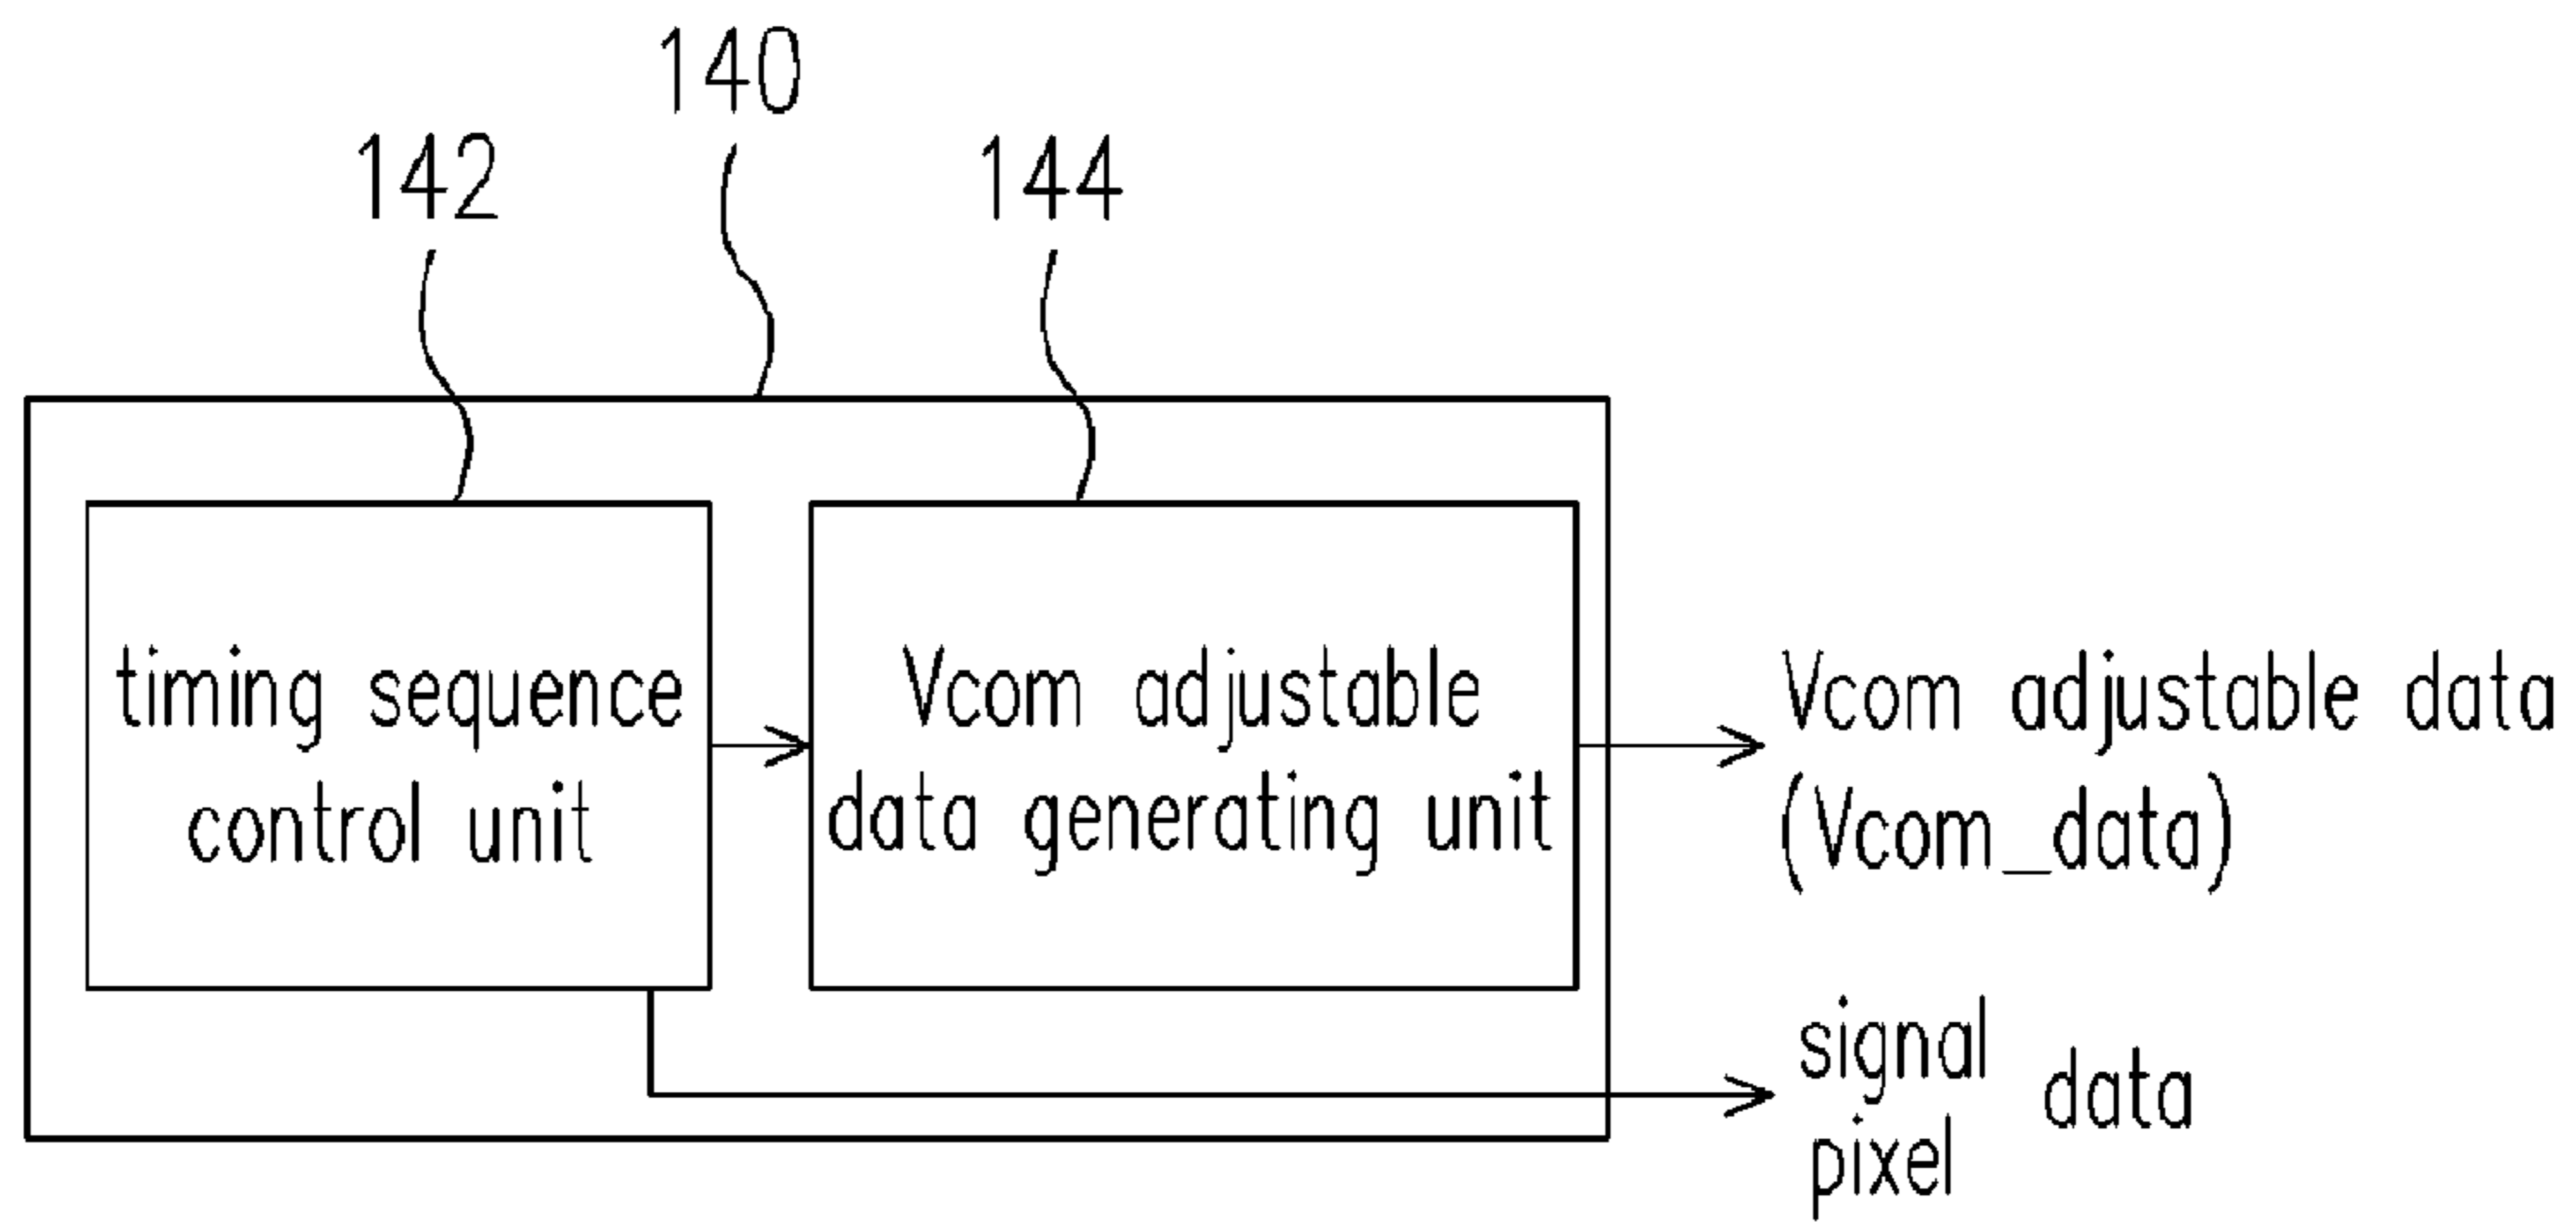 140
142
144
timing sequence
control unit
Vcom adjustable
data generating unit
Vcom adjustable data
(Vcom_data)
signal
data
pixel